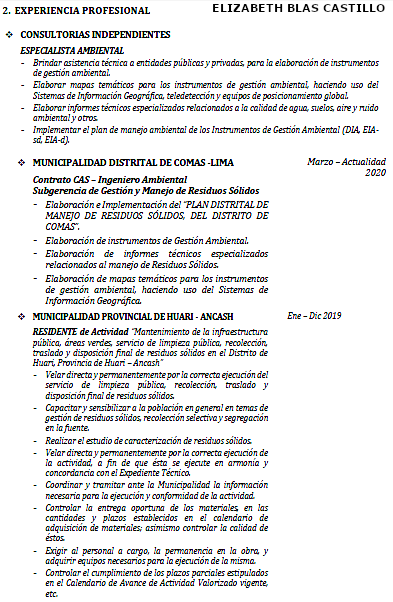 2. EXPERIENCIA PROFESIONAL
ELIZABETH BLAS CASTILLO
❖ CONSULTORIAS INDEPENDIENTES
ESPECIALISTA AMBIENTAL
- Brindar asistencia técnica a entidades públicas y privadas, para la elaboración de instrumentos
de gestión ambiental.
- Elaborar mapas temáticos para los instrumentos de gestión ambiental, haciendo uso del
Sistemas de Información Geográfica, teledetección y equipos de posicionamiento global.
- Elaborar informes técnicos especializados relacionados a la calidad de agua, suelos, aire y ruido
ambiental y otros.
- Implementar el plan de manejo ambiental de los Instrumentos de Gestión Ambiental (DIA, EIA-
sd, EIA-d).
❖ MUNICIPALIDAD DISTRITAL DE COMAS -LIMA
Marzo – Actualidad
2020
Contrato CAS – Ingeniero Ambiental
Subgerencia de Gestión y Manejo de Residuos Sólidos
- Elaboración e Implementación del "PLAN DISTRITAL DE
MANEJO DE RESIDUOS SÓLIDOS, DEL DISTRITO DE
COMAS".
- Elaboración de instrumentos de Gestión Ambiental.
- Elaboración de informes técnicos especializados
relacionados al manejo de Residuos Sólidos.
- Elaboración de mapas temáticos para los instrumentos
de gestión ambiental, haciendo uso del Sistemas de
Información Geográfica.
❖ MUNICIPALIDAD PROVINCIAL DE HUARI - ANCASH
Ene – Dic 2019
RESIDENTE de Actividad "Mantenimiento de la infraestructura
pública, áreas verdes, servicio de limpieza pública, recolección,
traslado y disposición final de residuos sólidos en el Distrito de
Huari, Provincia de Huari – Ancash"
- Velar directa y permanentemente por la correcta ejecución del
servicio de limpieza pública, recolección, traslado y
disposición final de residuos sólidos.
- Capacitar y sensibilizar a la población en general en temas de
gestión de residuos sólidos, recolección selectiva y segregación
en la fuente.
- Realizar el estudio de caracterización de residuos sólidos.
- Velar directa y permanentemente por la correcta ejecución de
la actividad, a fin de que ésta se ejecute en armonía y
concordancia con el Expediente Técnico.
- Coordinar y tramitar ante la Municipalidad la información
necesaria para la ejecución y conformidad de la actividad.
- Controlar la entrega oportuna de los materiales, en las
cantidades y plazos establecidos en el calendario de
adquisición de materiales; asimismo controlar la calidad de
éstos.
- Exigir al personal a cargo, la permanencia en la obra, y
adquirir equipos necesarios para la ejecución de la misma.
- Controlar el cumplimiento de los plazos parciales estipulados
en el Calendario de Avance de Actividad Valorizado vigente,
etc.